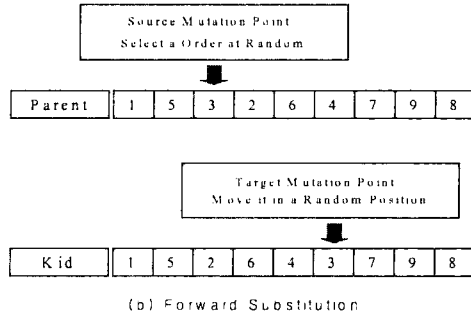 Source Mutation Point
Select a Order at Random
Parent 1 5 3 2 6 4 7 9 8
Target Mutation Point
Move it in a Random Position
Kid 1 5 2 6 4 3 7 9 8
(b) Forward Substitution